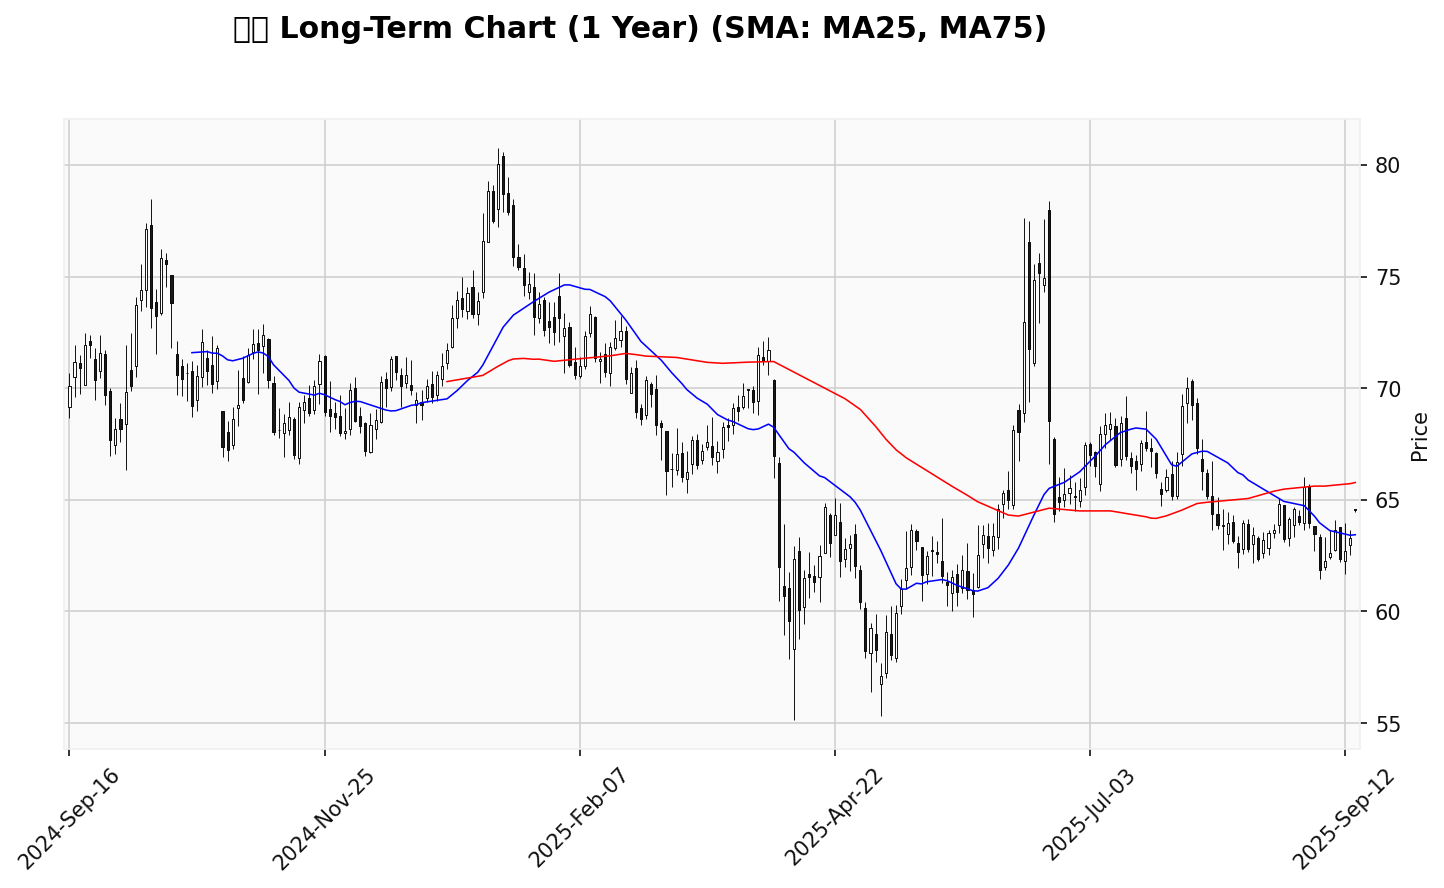 Long-Term Chart (1 Year) (SMA: MA25, MA75)
80
75
70
65
60
55
Price
2024-Sep-16
2024-Nov-25
2025-Feb-07
2025-Apr-22
2025-Jul-03
2025-Sep-12